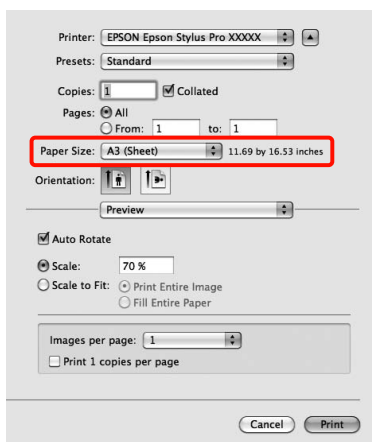 Printer: EPSON Epson Stylus Pro XXXXX
Presets: Standard
Copies: 1 Collated
Pages: All
From: 1 to: 1
Paper Size: A3 (Sheet) 11.69 by 16.53 inches
Orientation:
Preview
Auto Rotate
Scale: 70 %
Scale to Fit: Print Entire Image
Fill Entire Paper
Images per page: 1
Print 1 copies per page
Cancel Print